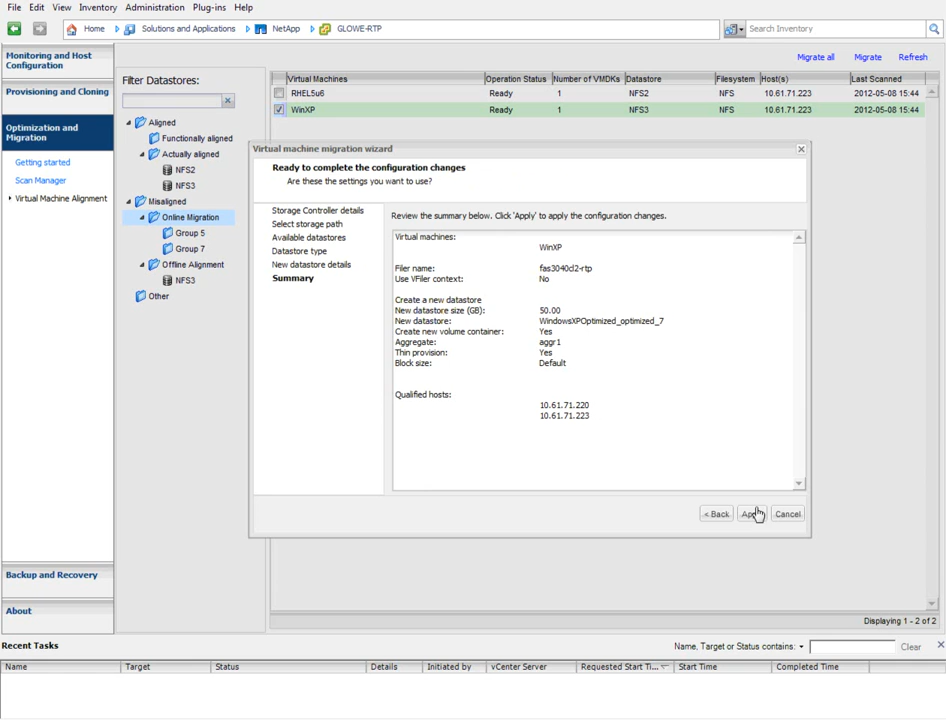 File Edit View Inventory Administration Plug-ins Help
Home Solutions and Applications NetApp GLOWE-RTP Search Inventory
Monitoring and Host Configuration
Provisioning and Cloning
Optimization and Migration
Getting started
Scan Manager
Virtual Machine Alignment
Backup and Recovery
About
Filter Datastores:
Aligned
Functionally aligned
Actually aligned
NFS2
NFS3
Misaligned
Online Migration
Group 5
Group 7
Offline Alignment
NFS3
Other
Migrate all Migrate Refresh
Virtual Machines Operation Status Number of VMDKs Datastore Filesystem Host(s) Last Scanned
RHEL5u6 Ready 1 NFS2 NFS 10.61.71.223 2012-05-08 15:44
WinXP Ready 1 NFS3 NFS 10.61.71.223 2012-05-08 15:44
Virtual machine migration wizard
Ready to complete the configuration changes
Are these the settings you want to use?
Storage Controller details
Select storage path
Available datastores
Datastore type
New datastore details
Summary
Review the summary below. Click 'Apply' to apply the configuration changes.
Virtual machines:
WinXP
Filer name: fas3040cl2-rtp
Use VFiler context: No
Create a new datastore
New datastore size (GB): 50.00
New datastore: WindowsXPOptimized_optimized_7
Create new volume container: Yes
Aggregate: aggr1
Thin provision: Yes
Block size: Default
Qualified hosts:
10.61.71.220
10.61.71.223
< Back Cancel
Displaying 1 - 2 of 2
Recent Tasks Name, Target or Status contains: Clear
Name Target Status Details Initiated by vCenter Server Requested Start Ti... Start Time Completed Time